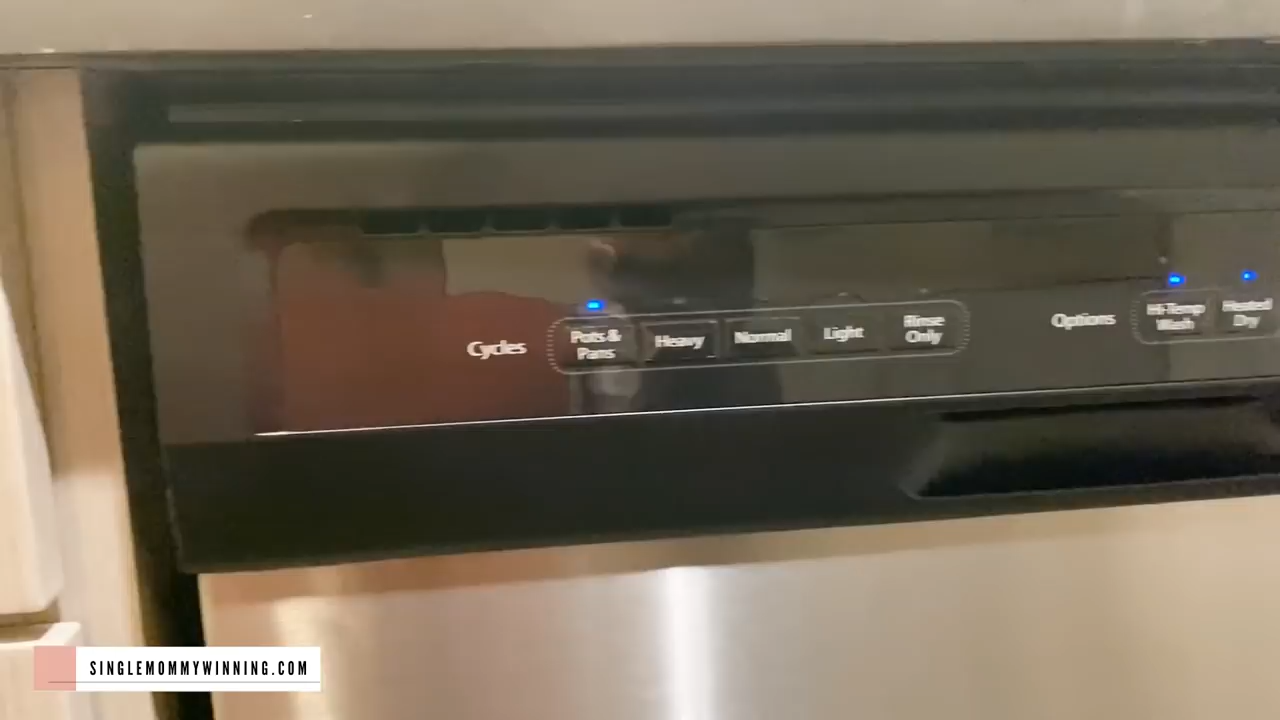 Cycles
Pots &
Pans
Heavy
Normal
Light
Rinse
Only
Options
Hi-Temp
Wash
Heated
Dry
SINGLEMOMMYWINNING.COM